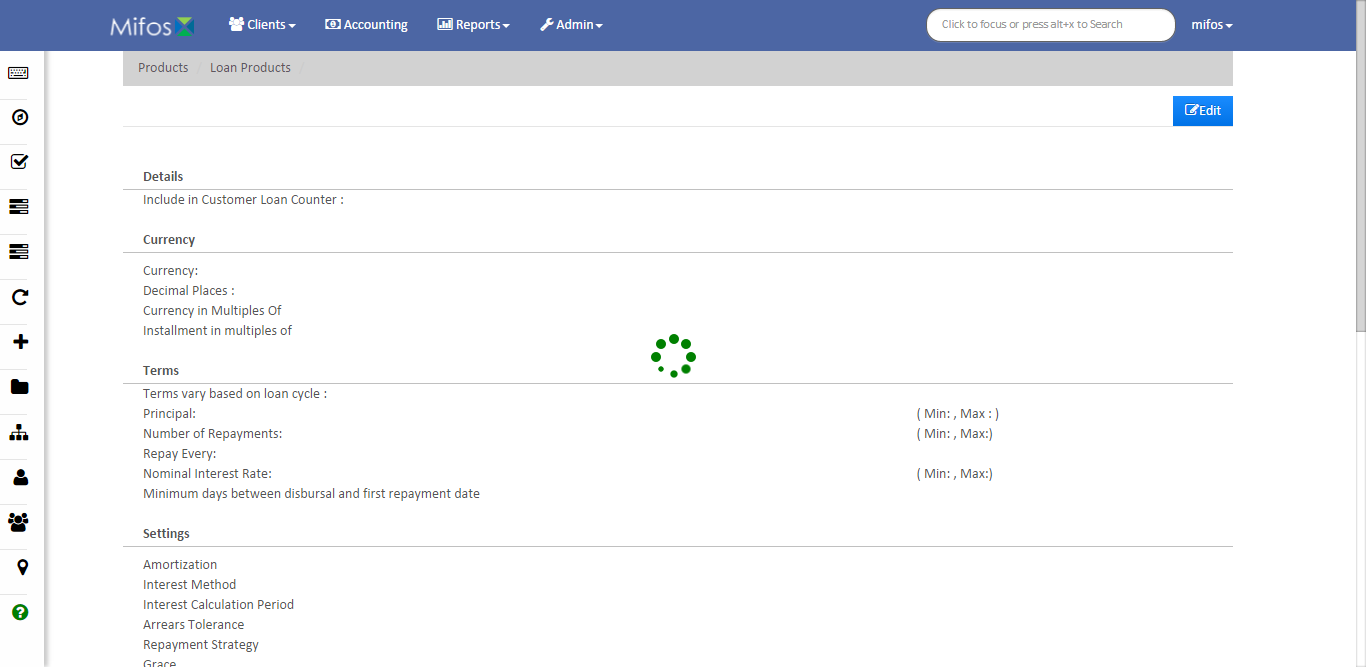 Mifos Clients Accounting Reports Admin Click to focus or press alt+x to Search mifos
Products / Loan Products /
Edit
Details
Include in Customer Loan Counter :
Currency
Currency:
Decimal Places :
Currency in Multiples Of
Installment in multiples of
Terms
Terms vary based on loan cycle :
Principal: ( Min: , Max : )
Number of Repayments: ( Min: , Max:)
Repay Every:
Nominal Interest Rate: ( Min: , Max:)
Minimum days between disbursal and first repayment date
Settings
Amortization
Interest Method
Interest Calculation Period
Arrears Tolerance
Repayment Strategy
Grace